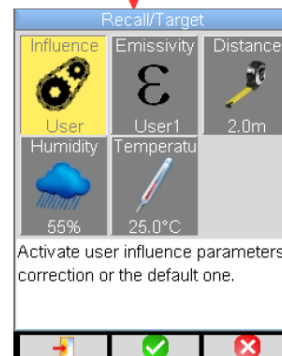 Recall/Target
Influence Emissivity Distance
ε
User User1 2.0m
Humidity Temperatu
55% 25.0°C
Activate user influence parameters
correction or the default one.